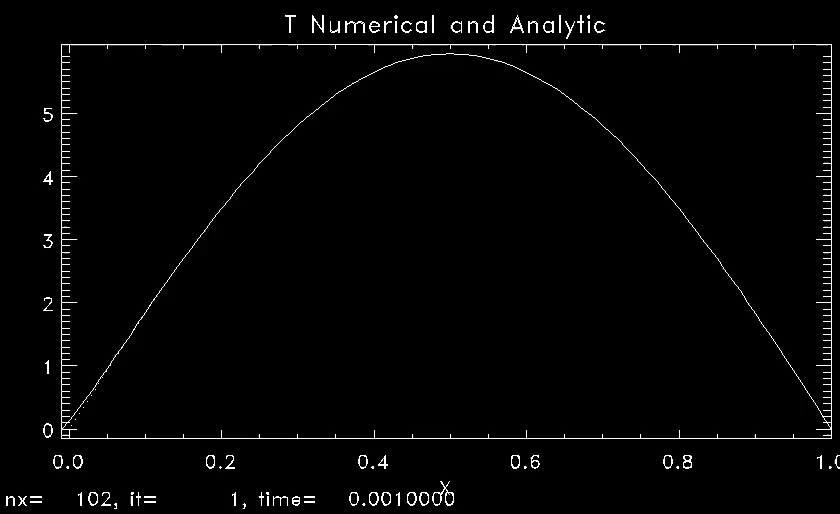 T Numerical and Analytic
5
4
3
2
1
0
0.0 0.2 0.4 0.6 0.8 1.0
X
nx= 102, it= 1, time= 0.0010000